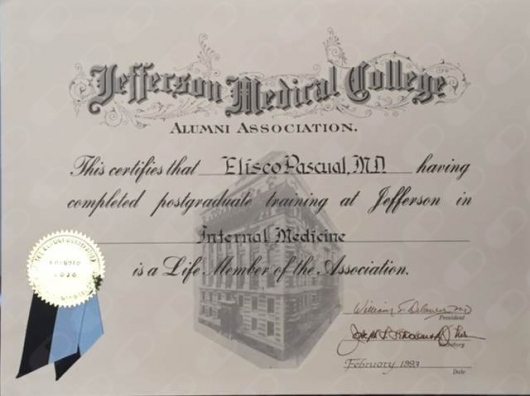 Jefferson Medical College
ALUMNI ASSOCIATION.
This certifies that Eliseo Pascual, M.D. having
completed postgraduate training at Jefferson in
Internal Medicine
is a Life Member of the Association.
President
Secretary
February
Date